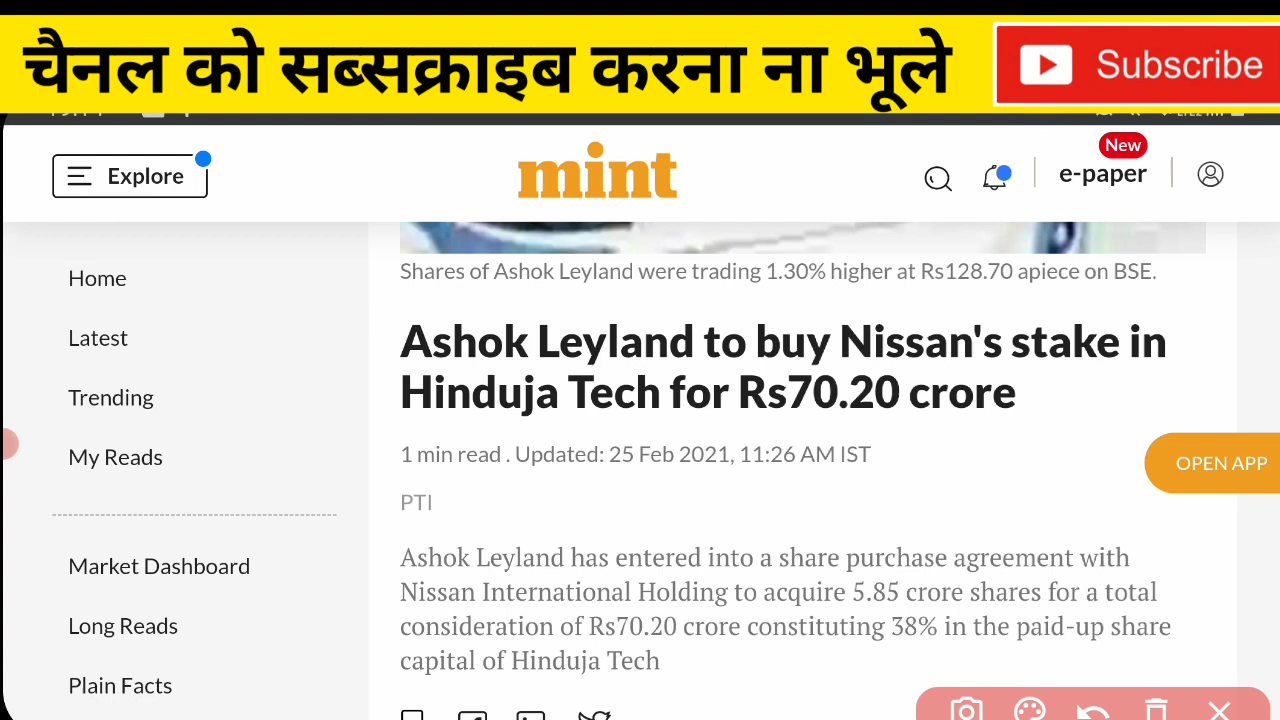 चैनल को सब्सक्राइब करना ना भूले
Subscribe
Explore
mint
New
e-paper
Home
Latest
Trending
My Reads
Market Dashboard
Long Reads
Plain Facts
Shares of Ashok Leyland were trading 1.30% higher at Rs128.70 apiece on BSE.
Ashok Leyland to buy Nissan's stake in
Hinduja Tech for Rs70.20 crore
1 min read . Updated: 25 Feb 2021, 11:26 AM IST
PTI
OPEN APP
Ashok Leyland has entered into a share purchase agreement with
Nissan International Holding to acquire 5.85 crore shares for a total
consideration of Rs70.20 crore constituting 38% in the paid-up share
capital of Hinduja Tech